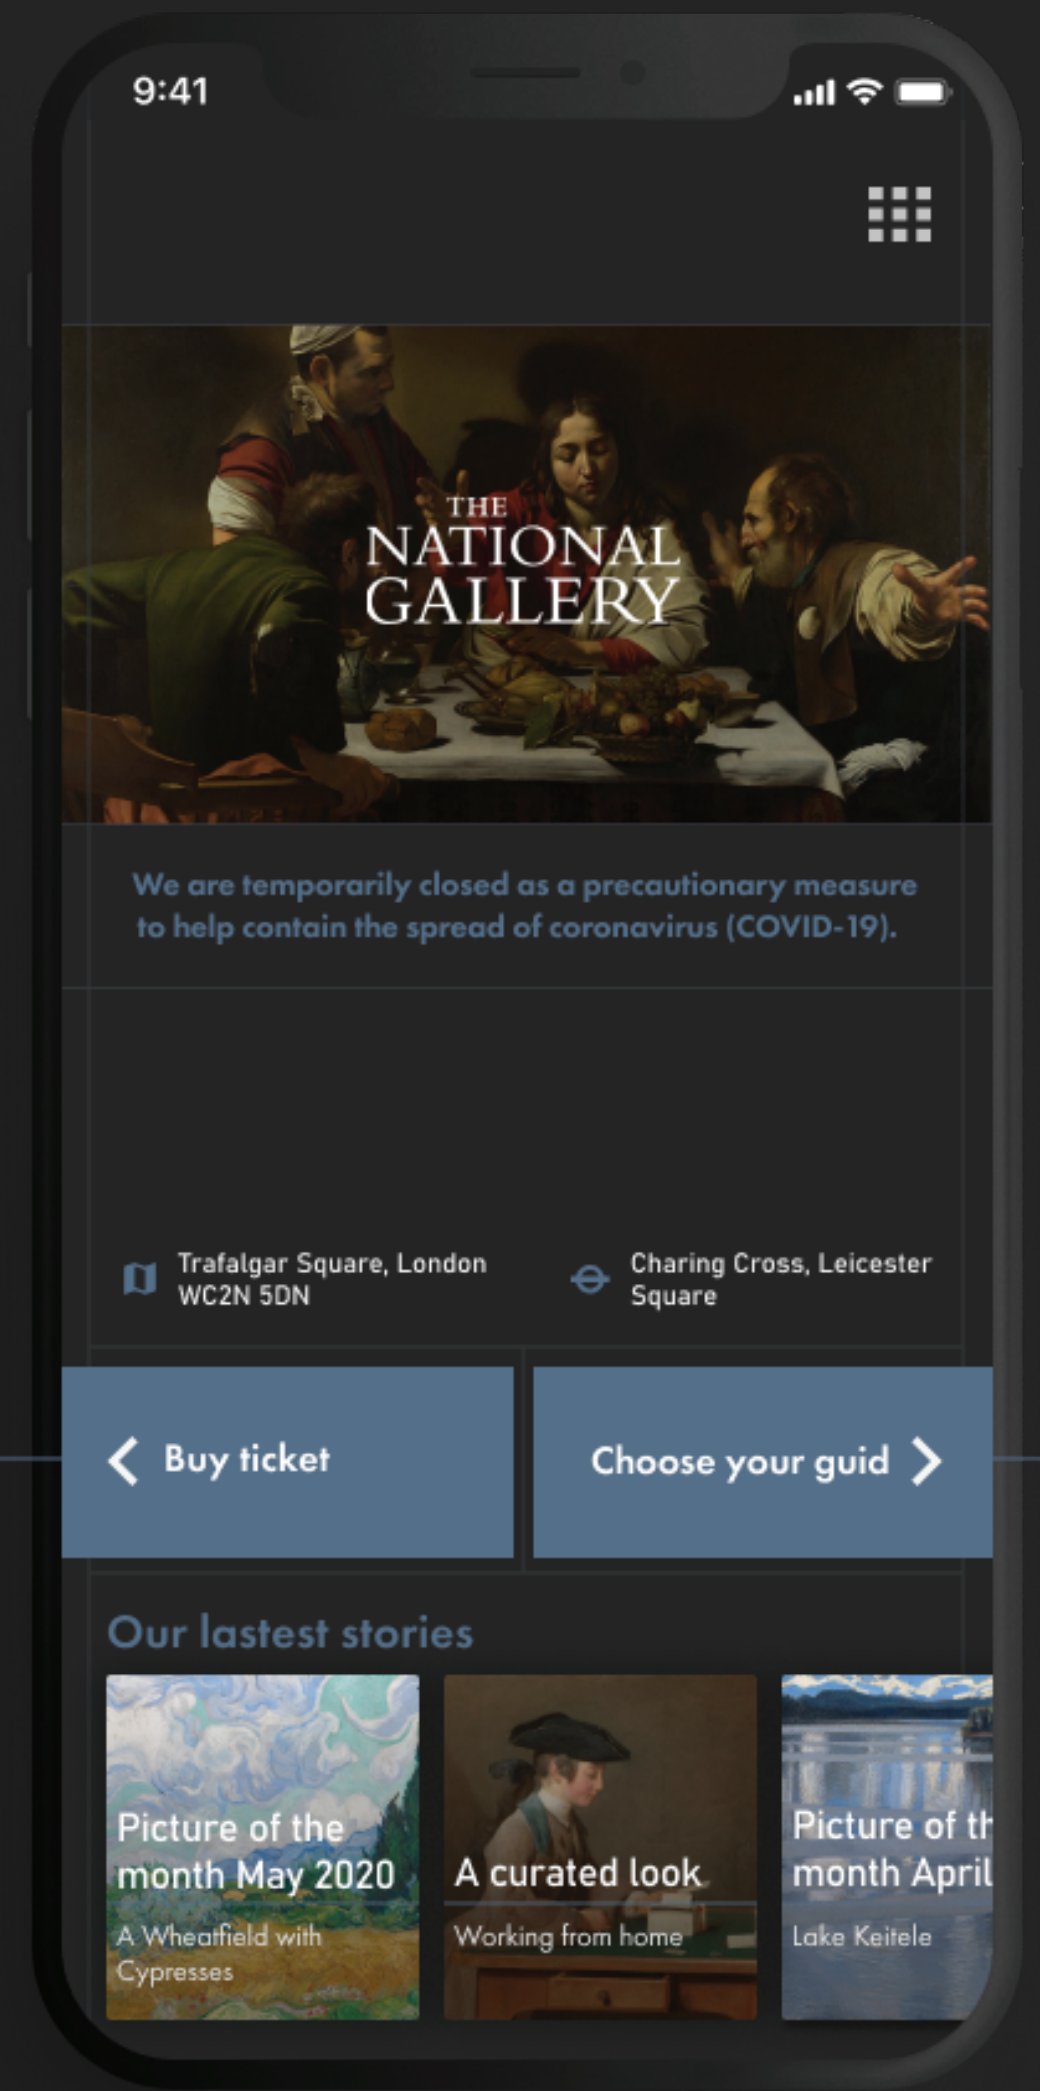 9:41
THE
NATIONAL
GALLERY
We are temporarily closed as a precautionary measure
to help contain the spread of coronavirus (COVID-19).
Trafalgar Square, London
WC2N 5DN
Charing Cross, Leicester
Square
Buy ticket
Choose your guid
Our lastest stories
Picture of the
month May 2020
A Wheatfield with
Cypresses
A curated look
Working from home
Picture of th
month April
Lake Keitele